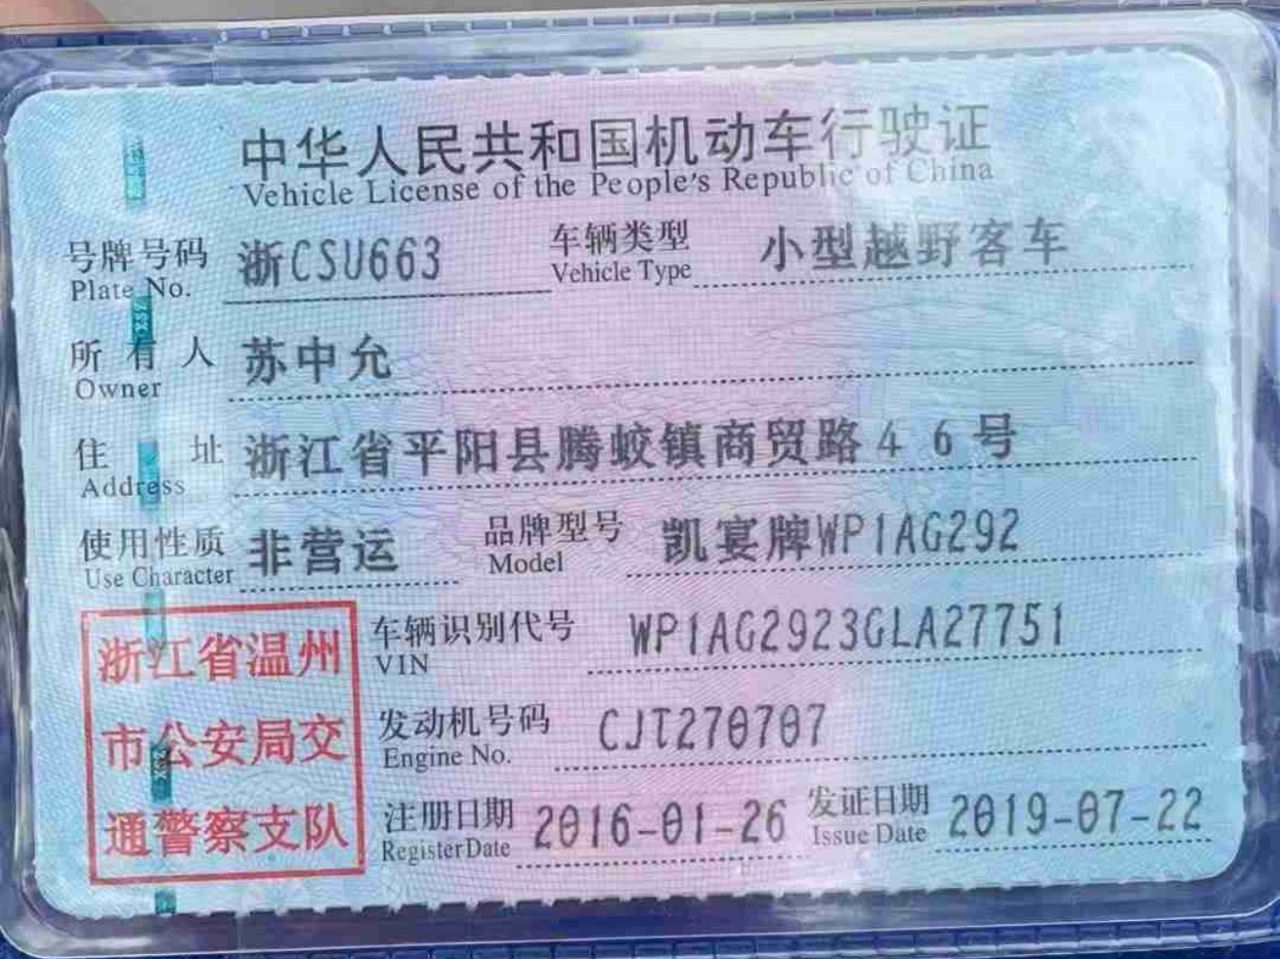 中华人民共和国机动车行驶证
Vehicle License of the People's Republic of China
号牌号码 浙CSU663 车辆类型 小型越野客车
Plate No. Vehicle Type
所有人 苏中允
Owner
住址 浙江省平阳县腾蛟镇商贸路46号
Address
使用性质 非营运 品牌型号 凯宴牌WP1AG292
Use Character Model
浙江省温州
市公安局交
通警察支队
车辆识别代号 WP1AG2923GLA27751
VIN
发动机号码 CJT270707
Engine No.
注册日期 2016-01-26 发证日期 2019-07-22
Register Date Issue Date